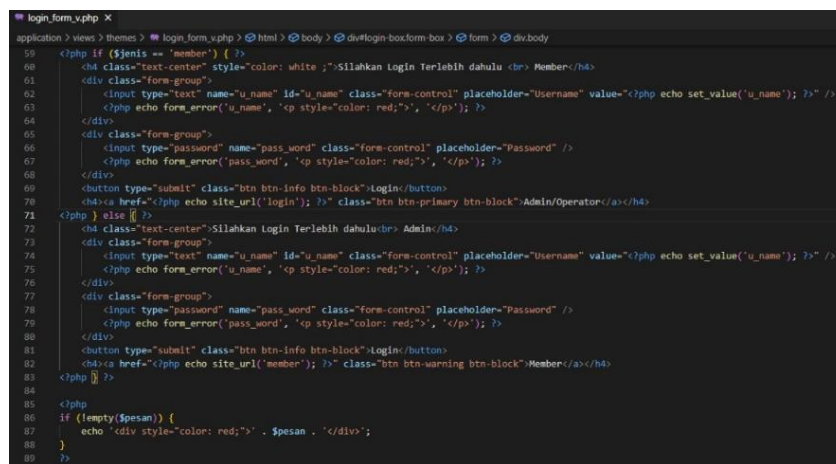 login_form_v.php X
application > views > themes > login_form_v.php > html > body > div#login-box.form-box > form > div.body
59 <?php if ($jenis == 'member') { ?>
60 <h4 class="text-center" style="color: white ;">Silahkan Login Terlebih dahulu <br> Member</h4>
61 <div class="form-group">
62 <input type="text" name="u_name" id="u_name" class="form-control" placeholder="Username" value="<?php echo set_value('u_name'); ?>" />
63 <?php echo form_error('u_name', '<p style="color: red;">', '</p>'); ?>
64 </div>
65 <div class="form-group">
66 <input type="password" name="pass_word" class="form-control" placeholder="Password" />
67 <?php echo form_error('pass_word', '<p style="color: red;">', '</p>'); ?>
68 </div>
69 <button type="submit" class="btn btn-info btn-block">Login</button>
70 <h4><a href="<?php echo site_url('login'); ?>" class="btn btn-primary btn-block">Admin/Operator</a></h4>
71 <?php } else { ?>
72 <h4 class="text-center">Silahkan Login Terlebih dahulu<br> Admin</h4>
73 <div class="form-group">
74 <input type="text" name="u_name" id="u_name" class="form-control" placeholder="Username" value="<?php echo set_value('u_name'); ?>" />
75 <?php echo form_error('u_name', '<p style="color: red;">', '</p>'); ?>
76 </div>
77 <div class="form-group">
78 <input type="password" name="pass_word" class="form-control" placeholder="Password" />
79 <?php echo form_error('pass_word', '<p style="color: red;">', '</p>'); ?>
80 </div>
81 <button type="submit" class="btn btn-info btn-block">Login</button>
82 <h4><a href="<?php echo site_url('member'); ?>" class="btn btn-warning btn-block">Member</a></h4>
83 <?php } ?>
84
85 <?php
86 if (!empty($pesan)) {
87 echo '<div style="color: red;">' . $pesan . '</div>';
88 }
89 ?>